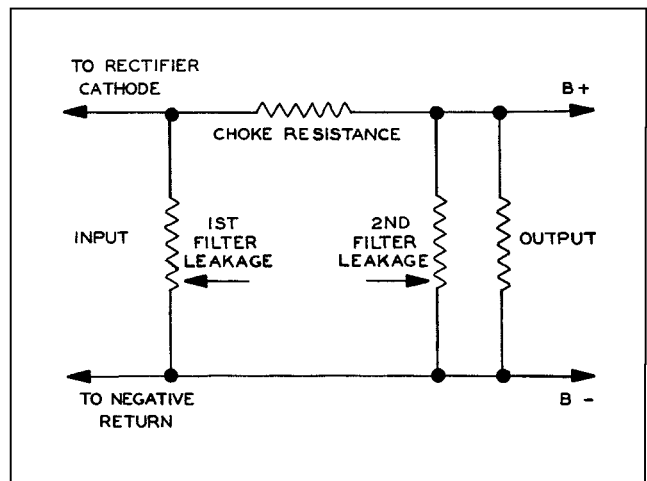 TO RECTIFIER
CATHODE
B+
CHOKE RESISTANCE
INPUT
1ST
FILTER
LEAKAGE
2ND
FILTER
LEAKAGE
OUTPUT
TO NEGATIVE
RETURN
B -